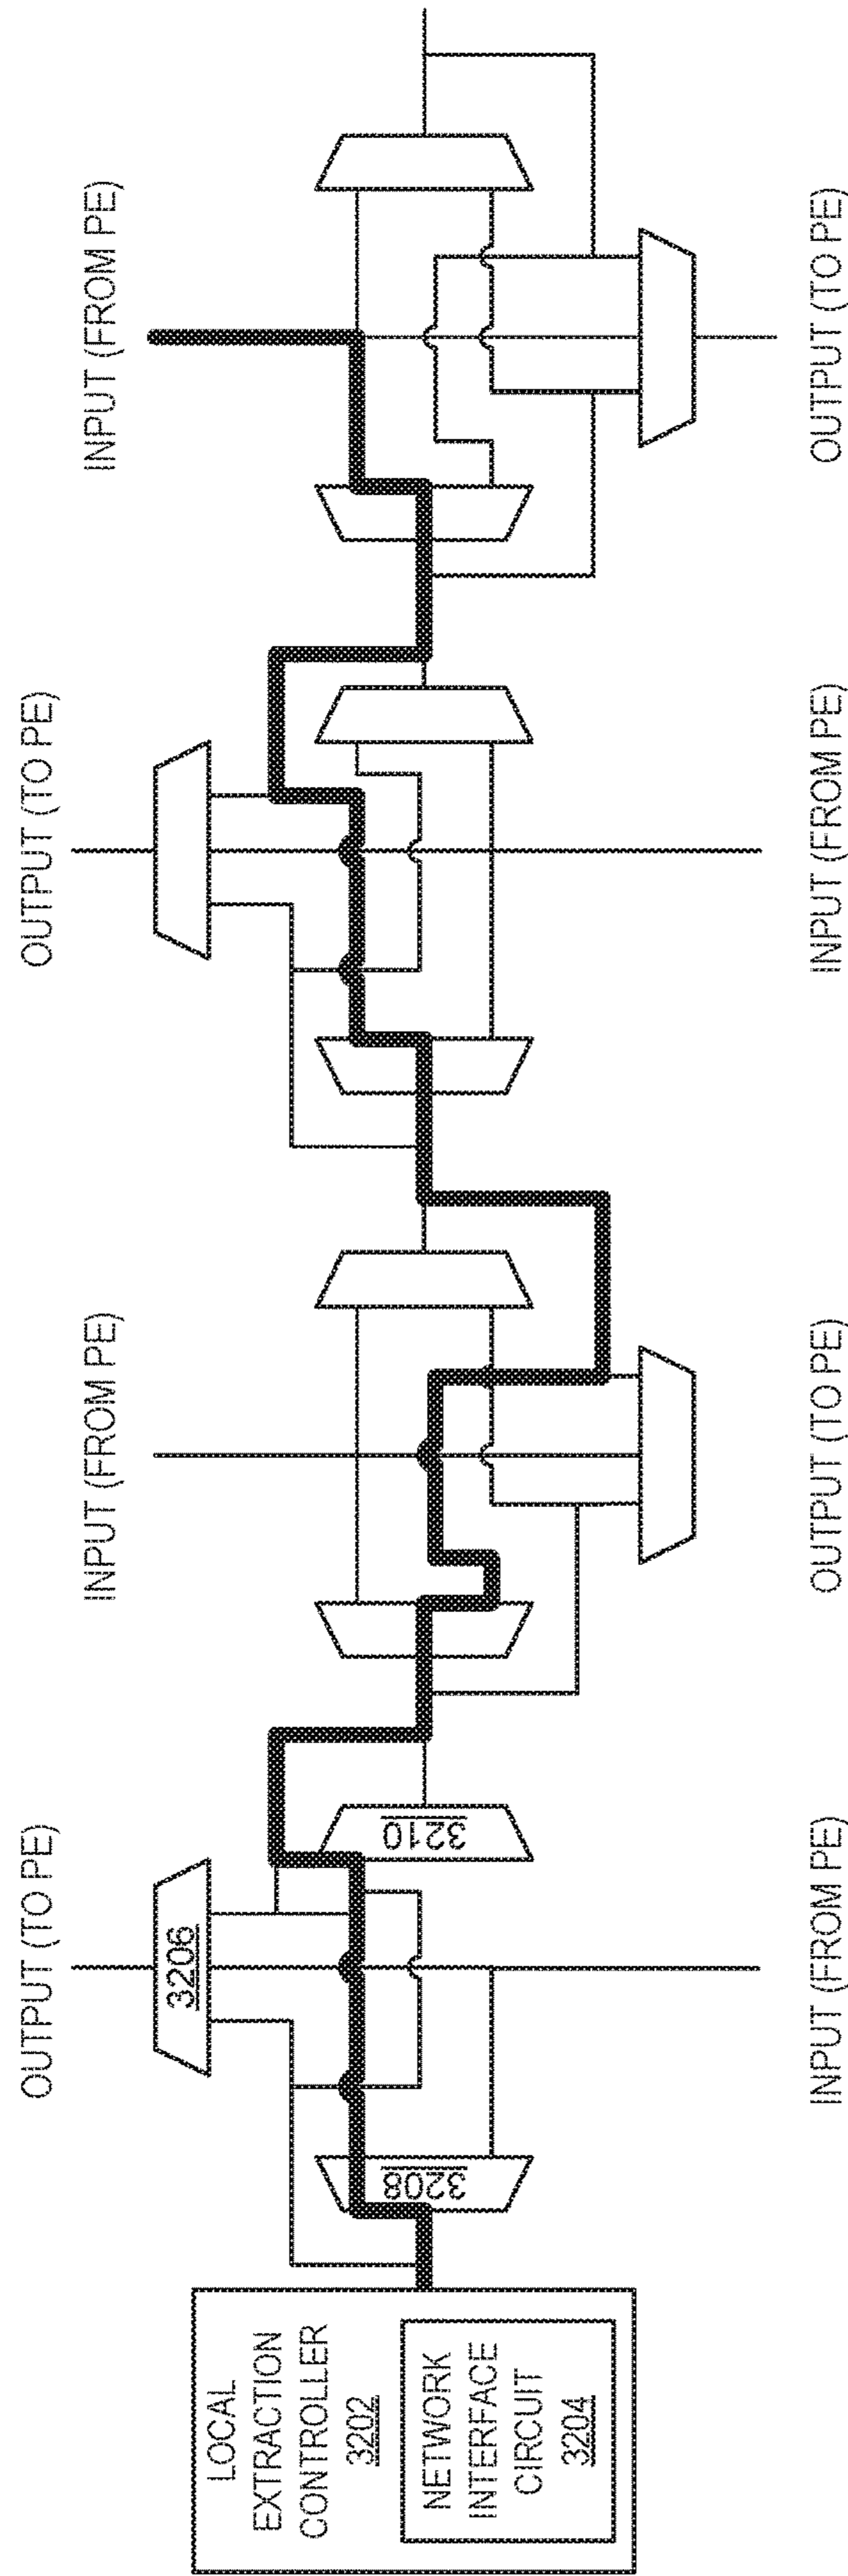 OUTPUT (TO PE)
INPUT (FROM PE)
OUTPUT (TO PE)
INPUT (FROM PE)
LOCAL
EXTRACTION
CONTROLLER
3202
NETWORK
INTERFACE
CIRCUIT
3204
3206
3208
3210
INPUT (FROM PE)
OUTPUT (TO PE)
INPUT (FROM PE)
OUTPUT (TO PE)